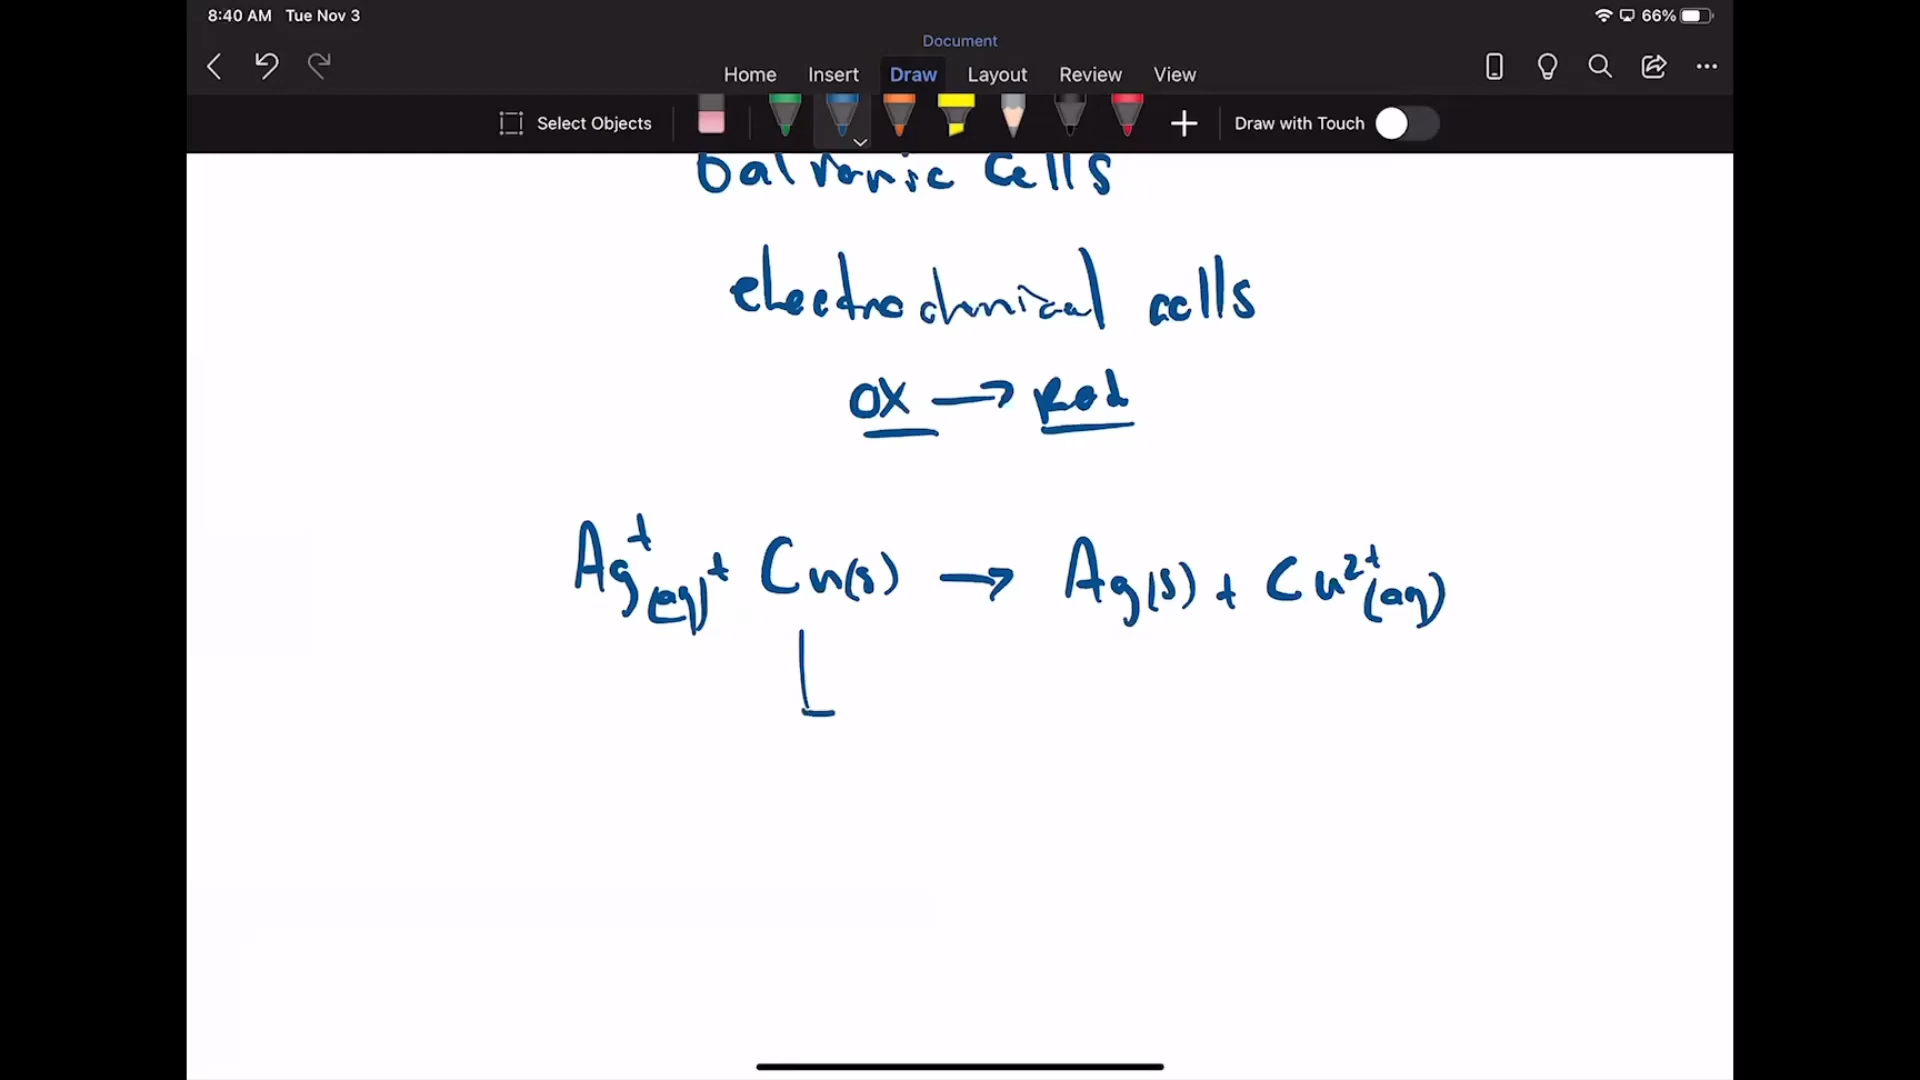 8:40 AM Tue Nov 3 66%
Document
Home Insert Draw Layout Review View
Select Objects Draw with Touch
Galvanic Cells
electrochemical cells
OX → Red
Ag⁺(aq) + Cu(s) → Ag(s) + Cu²⁺(aq)